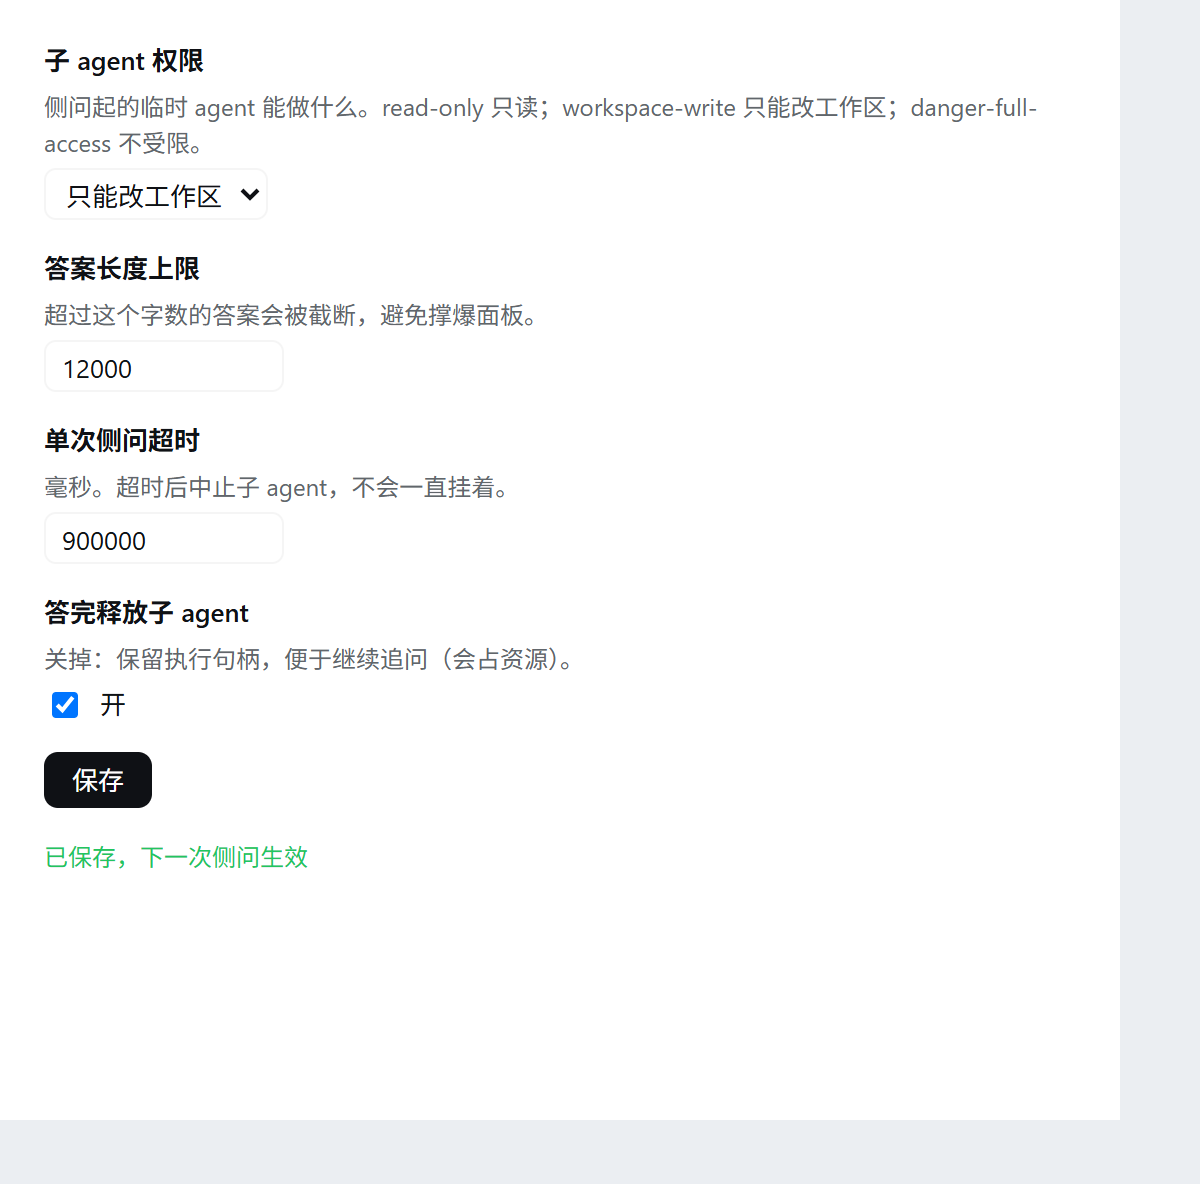 子 agent 权限
侧问起的临时 agent 能做什么。read-only 只读；workspace-write 只能改工作区；danger-full-
access 不受限。
只能改工作区
答案长度上限
超过这个字数的答案会被截断，避免撑爆面板。
12000
单次侧问超时
毫秒。超时后中止子 agent，不会一直挂着。
900000
答完释放子 agent
关掉：保留执行句柄，便于继续追问（会占资源）。
开
保存
已保存，下一次侧问生效